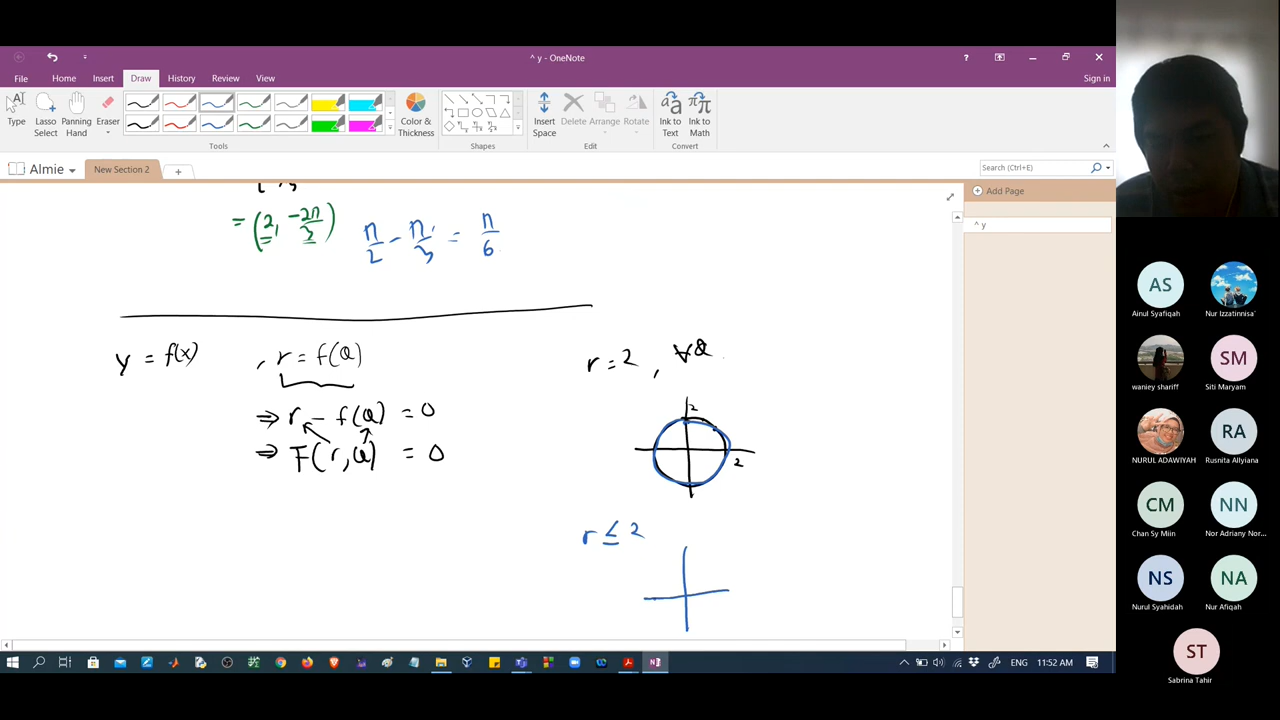 ^ y - OneNote
?
Sign in
File Home Insert Draw History Review View
Type Lasso Select Panning Hand Eraser Color & Thickness Insert Space Delete Arrange Rotate Ink to Text Ink to Math
Tools Shapes Edit Convert
Almie New Section 2 +
Search (Ctrl+E)
Add Page
^ y
= (2, -2π/3) π/2 - π/3 = π/6
y = f(x) , r = f(θ)
r = 2 , ∀θ
⇒ r - f(θ) = 0
⇒ F(r, θ) = 0
2
2
r ≤ 2
AS
Ainul Syafiqah Nur Izzatinnisa'
SM
waniey shariff Siti Maryam
RA
NURUL ADAWIYAH Rusnita Allyiana
CM NN
Chan Sy Miin Nor Adriany Nor...
NS NA
Nurul Syahidah Nur Afiqah
ST
Sabrina Tahir
ENG 11:52 AM